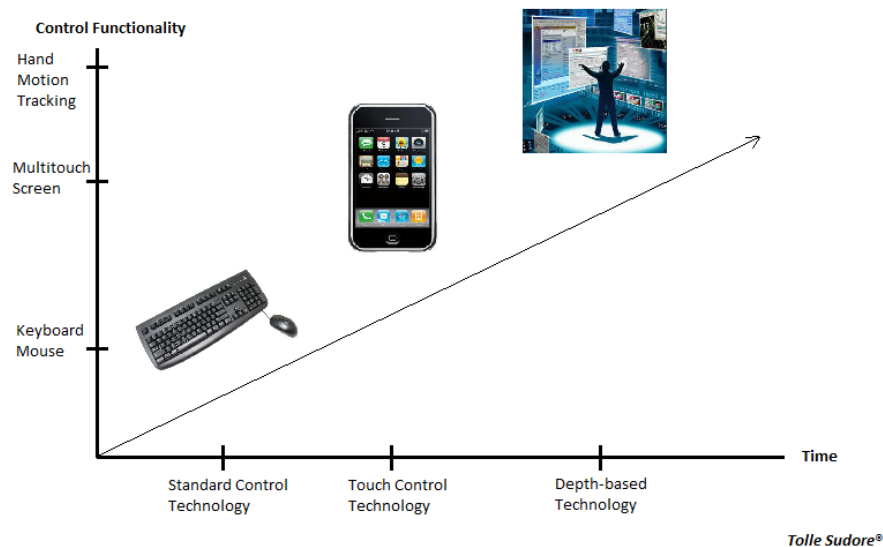 Control Functionality
Hand
Motion
Tracking
Multitouch
Screen
Keyboard
Mouse
Time
Standard Control
Technology
Touch Control
Technology
Depth-based
Technology
Tolle Sudore®